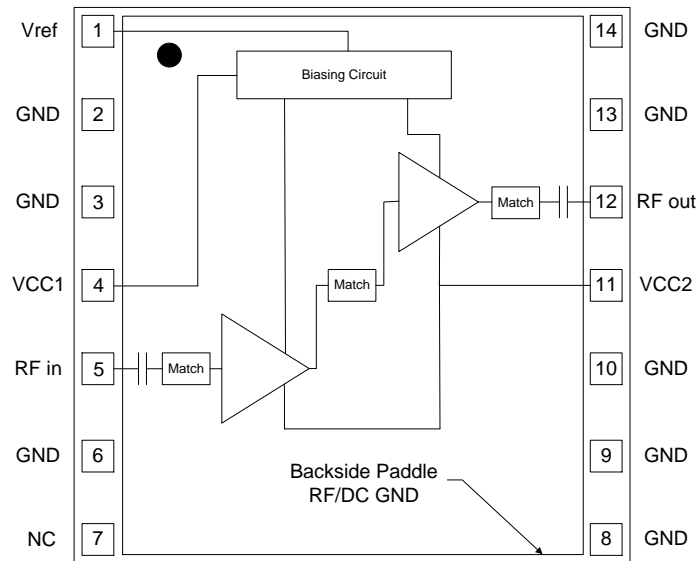 Vref 1 14 GND
Biasing Circuit
GND 2 13 GND
GND 3 Match 12 RF out
VCC1 4 Match 11 VCC2
RF in 5 Match 10 GND
GND 6 9 GND
Backside Paddle
RF/DC GND
NC 7 8 GND